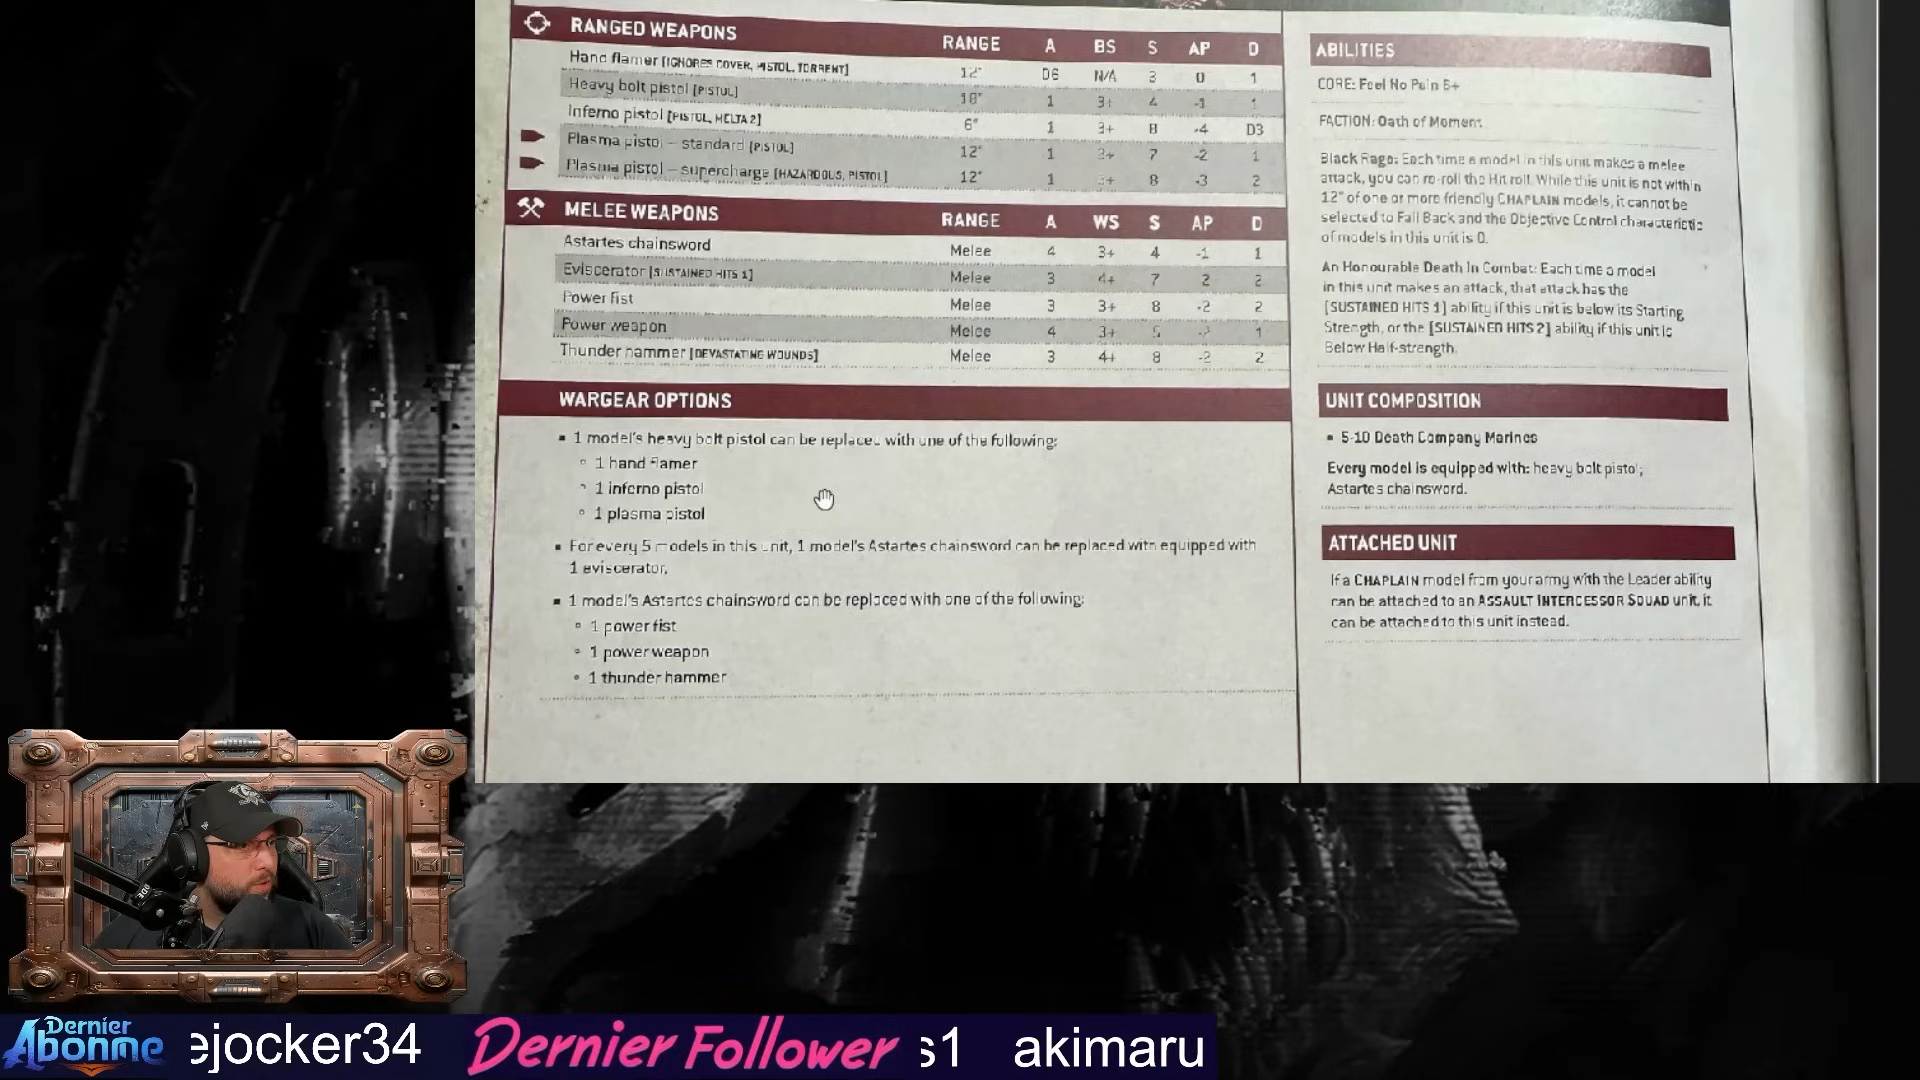 RANGED WEAPONS RANGE A BS S AP D
Hand flamer [IGNORES COVER, PISTOL, TORRENT] 12" D6 N/A 3 0 1
Heavy bolt pistol [PISTOL] 18" 1 3+ 4 -1 1
Inferno pistol [PISTOL, MELTA 2] 6" 1 3+ 8 -4 D3
Plasma pistol – standard [PISTOL] 12" 1 3+ 7 -2 1
Plasma pistol – supercharge [HAZARDOUS, PISTOL] 12" 1 3+ 8 -3 2
MELEE WEAPONS RANGE A WS S AP D
Astartes chainsword Melee 4 3+ 4 -1 1
Eviscerator [SUSTAINED HITS 1] Melee 3 4+ 7 2 2
Power fist Melee 3 3+ 8 -2 2
Power weapon Melee 4 3+ 5 1
Thunder hammer [DEVASTATING WOUNDS] Melee 3 4+ 8 -2 2
WARGEAR OPTIONS
▪ 1 model's heavy bolt pistol can be replaced with one of the following:
◦ 1 hand flamer
◦ 1 inferno pistol
◦ 1 plasma pistol
▪ For every 5 models in this unit, 1 model's Astartes chainsword can be replaced with equipped with
1 eviscerator.
▪ 1 model's Astartes chainsword can be replaced with one of the following:
◦ 1 power fist
◦ 1 power weapon
◦ 1 thunder hammer
ABILITIES
CORE: Feel No Pain 6+
FACTION: Oath of Moment
Black Rage: Each time a model in this unit makes a melee
attack, you can re-roll the Hit roll. While this unit is not within
12" of one or more friendly CHAPLAIN models, it cannot be
selected to Fall Back and the Objective Control characteristic
of models in this unit is 0.
An Honourable Death In Combat: Each time a model
in this unit makes an attack, that attack has the
[SUSTAINED HITS 1] ability if this unit is below its Starting
Strength, or the [SUSTAINED HITS 2] ability if this unit is
Below Half-strength.
UNIT COMPOSITION
▪ 5-10 Death Company Marines
Every model is equipped with: heavy bolt pistol;
Astartes chainsword.
ATTACHED UNIT
If a CHAPLAIN model from your army with the Leader ability
can be attached to an ASSAULT INTERCESSOR SQUAD unit, it
can be attached to this unit instead.
Dernier
Abonné
ejocker34
Dernier Follower
s1 akimaru